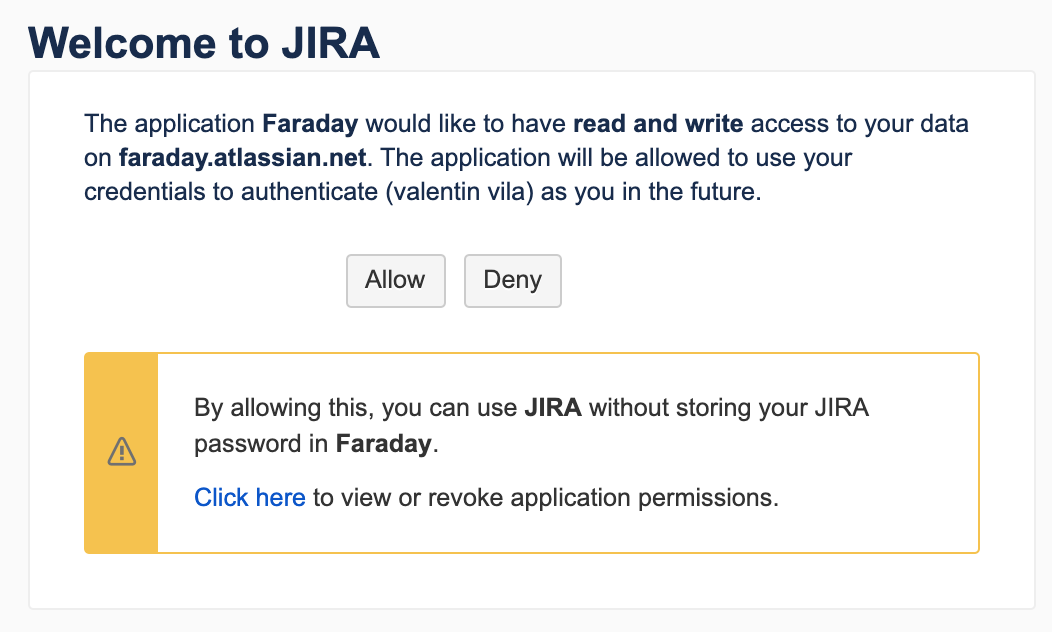 Welcome to JIRA
The application Faraday would like to have read and write access to your data
on faraday.atlassian.net. The application will be allowed to use your
credentials to authenticate (valentin vila) as you in the future.
Allow Deny
By allowing this, you can use JIRA without storing your JIRA
password in Faraday.
Click here to view or revoke application permissions.